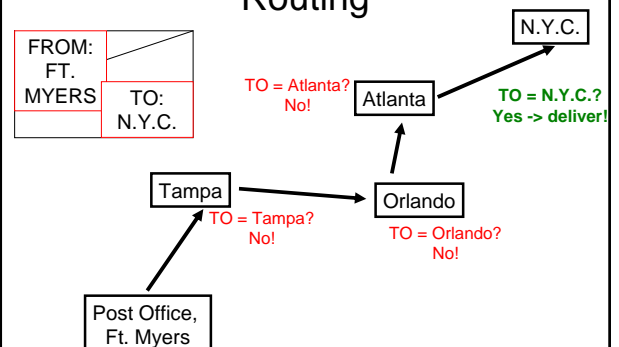 Routing
N.Y.C.
FROM:
FT.
MYERS
TO:
N.Y.C.
TO = Atlanta?
No!
Atlanta
TO = N.Y.C.?
Yes -> deliver!
Tampa
TO = Tampa?
No!
Orlando
TO = Orlando?
No!
Post Office,
Ft. Myers